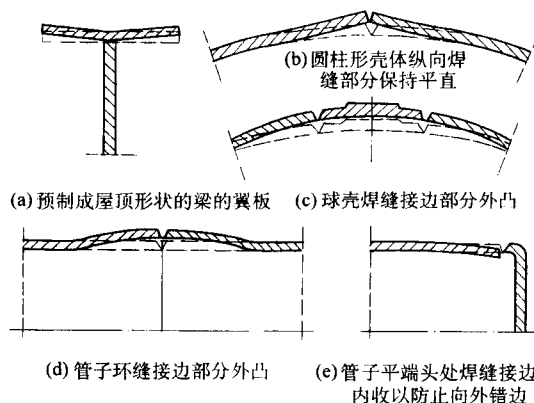 (b) 圆柱形壳体纵向焊
缝部分保持平直
(a) 预制成屋顶形状的梁的翼板
(c) 球壳焊缝接边部分外凸
(d) 管子环缝接边部分外凸
(e) 管子平端头处焊缝接边
内收以防止向外错边